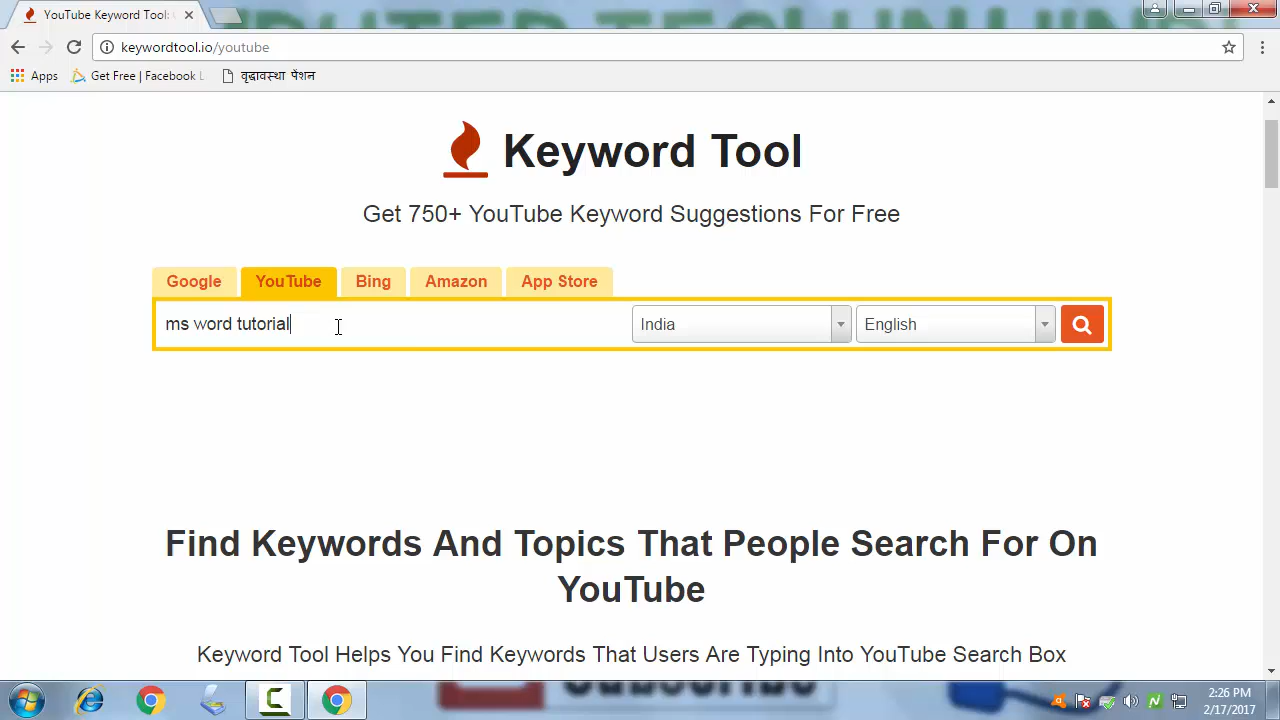 YouTube Keyword Tool:
keywordtool.io/youtube
Apps
Get Free | Facebook L
वृद्धावस्था पेंशन
Keyword Tool
Get 750+ YouTube Keyword Suggestions For Free
Google
YouTube
Bing
Amazon
App Store
ms word tutorial
India
English
Find Keywords And Topics That People Search For On
YouTube
Keyword Tool Helps You Find Keywords That Users Are Typing Into YouTube Search Box
2:26 PM
2/17/2017